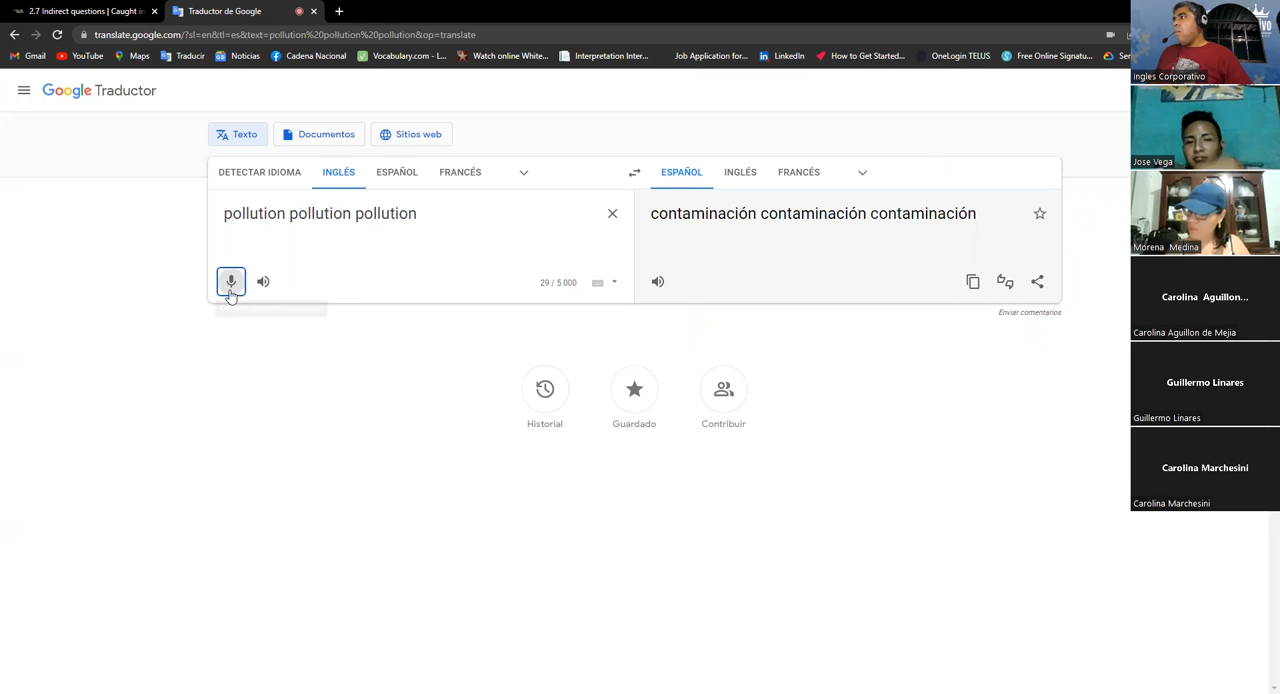 2.7 Indirect questions | Caught in
Traductor de Google
translate.google.com/?sl=en&tl=es&text=pollution%20pollution%20pollution&op=translate
Gmail
YouTube
Maps
Traducir
Noticias
Cadena Nacional
Vocabulary.com - L...
Watch online White...
Interpretation Inter...
Job Application for...
LinkedIn
How to Get Started...
OneLogin TELUS
Free Online Signatu...
Ser
Google Traductor
Texto
Documentos
Sitios web
DETECTAR IDIOMA
INGLÉS
ESPAÑOL
FRANCÉS
ESPAÑOL
INGLÉS
FRANCÉS
pollution pollution pollution
contaminación contaminación contaminación
29 / 5.000
Enviar comentarios
Historial
Guardado
Contribuir
VO
Ingles Corporativo
Jose Vega
Morena Medina
Carolina Aguillon...
Carolina Aguillon de Mejia
Guillermo Linares
Guillermo Linares
Carolina Marchesini
Carolina Marchesini